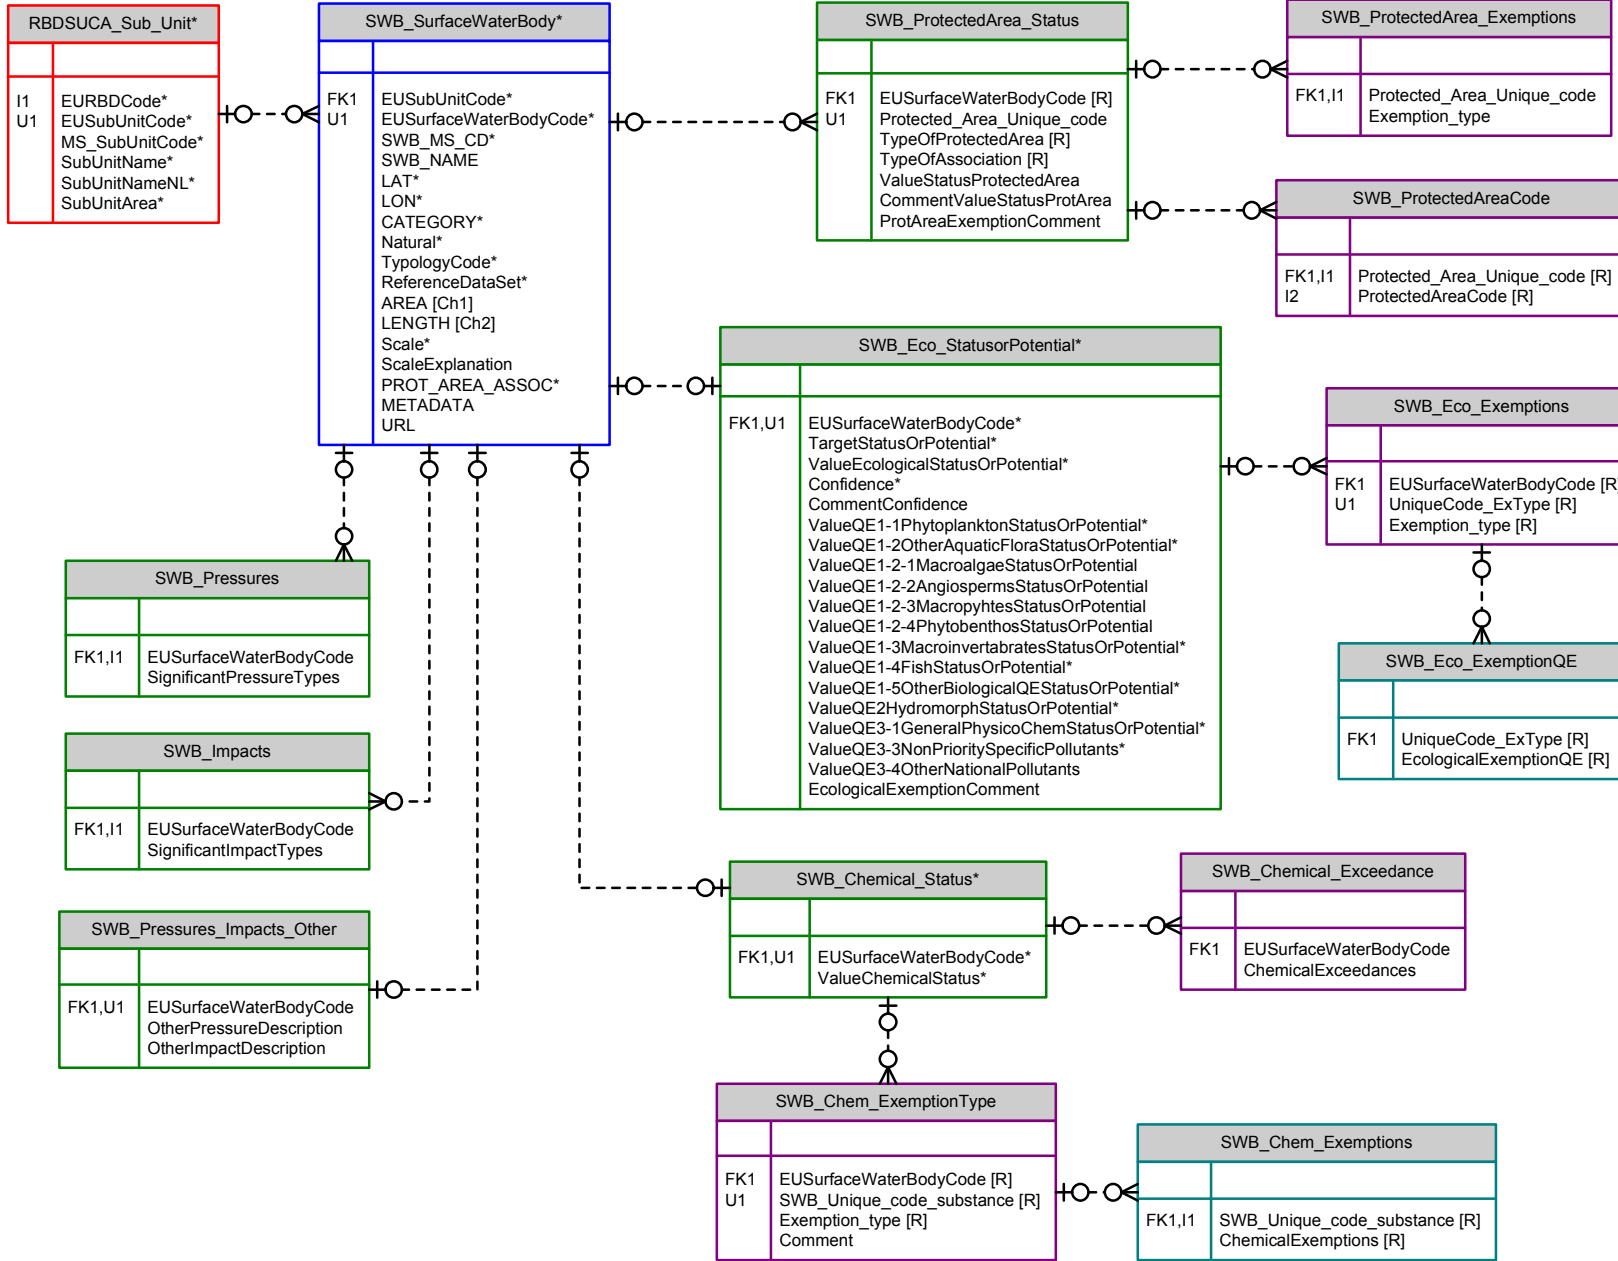 RBDSUCA_Sub_Unit*
I1 EURBDCode*
U1 EUSubUnitCode*
MS_SubUnitCode*
SubUnitName*
SubUnitNameNL*
SubUnitArea*
SWB_SurfaceWaterBody*
FK1 EUSubUnitCode*
U1 EUSurfaceWaterBodyCode*
SWB_MS_CD*
SWB_NAME
LAT*
LON*
CATEGORY*
Natural*
TypologyCode*
ReferenceDataSet*
AREA [Ch1]
LENGTH [Ch2]
Scale*
ScaleExplanation
PROT_AREA_ASSOC*
METADATA
URL
SWB_ProtectedArea_Status
FK1 EUSurfaceWaterBodyCode [R]
U1 Protected_Area_Unique_code
TypeOfProtectedArea [R]
TypeOfAssociation [R]
ValueStatusProtectedArea
CommentValueStatusProtArea
ProtAreaExemptionComment
SWB_ProtectedArea_Exemptions
FK1,I1 Protected_Area_Unique_code
Exemption_type
SWB_ProtectedAreaCode
FK1,I1 Protected_Area_Unique_code [R]
I2 ProtectedAreaCode [R]
SWB_Eco_StatusorPotential*
FK1,U1 EUSurfaceWaterBodyCode*
TargetStatusOrPotential*
ValueEcologicalStatusOrPotential*
Confidence*
CommentConfidence
ValueQE1-1PhytoplanktonStatusOrPotential*
ValueQE1-2OtherAquaticFloraStatusOrPotential*
ValueQE1-2-1MacroalgaeStatusOrPotential
ValueQE1-2-2AngiospermsStatusOrPotential
ValueQE1-2-3MacropyhtesStatusOrPotential
ValueQE1-2-4PhytobenthosStatusOrPotential
ValueQE1-3MacroinvertabratesStatusOrPotential*
ValueQE1-4FishStatusOrPotential*
ValueQE1-5OtherBiologicalQEStatusOrPotential*
ValueQE2HydromorphStatusOrPotential*
ValueQE3-1GeneralPhysicoChemStatusOrPotential*
ValueQE3-3NonPrioritySpecificPollutants*
ValueQE3-4OtherNationalPollutants
EcologicalExemptionComment
SWB_Eco_Exemptions
FK1 EUSurfaceWaterBodyCode [R
U1 UniqueCode_ExType [R]
Exemption_type [R]
SWB_Eco_ExemptionQE
FK1 UniqueCode_ExType [R]
EcologicalExemptionQE [R]
SWB_Pressures
FK1,I1 EUSurfaceWaterBodyCode
SignificantPressureTypes
SWB_Impacts
FK1,I1 EUSurfaceWaterBodyCode
SignificantImpactTypes
SWB_Pressures_Impacts_Other
FK1,U1 EUSurfaceWaterBodyCode
OtherPressureDescription
OtherImpactDescription
SWB_Chemical_Status*
FK1,U1 EUSurfaceWaterBodyCode*
ValueChemicalStatus*
SWB_Chemical_Exceedance
FK1 EUSurfaceWaterBodyCode
ChemicalExceedances
SWB_Chem_ExemptionType
FK1 EUSurfaceWaterBodyCode [R]
U1 SWB_Unique_code_substance [R]
Exemption_type [R]
Comment
SWB_Chem_Exemptions
FK1,I1 SWB_Unique_code_substance [R]
ChemicalExemptions [R]